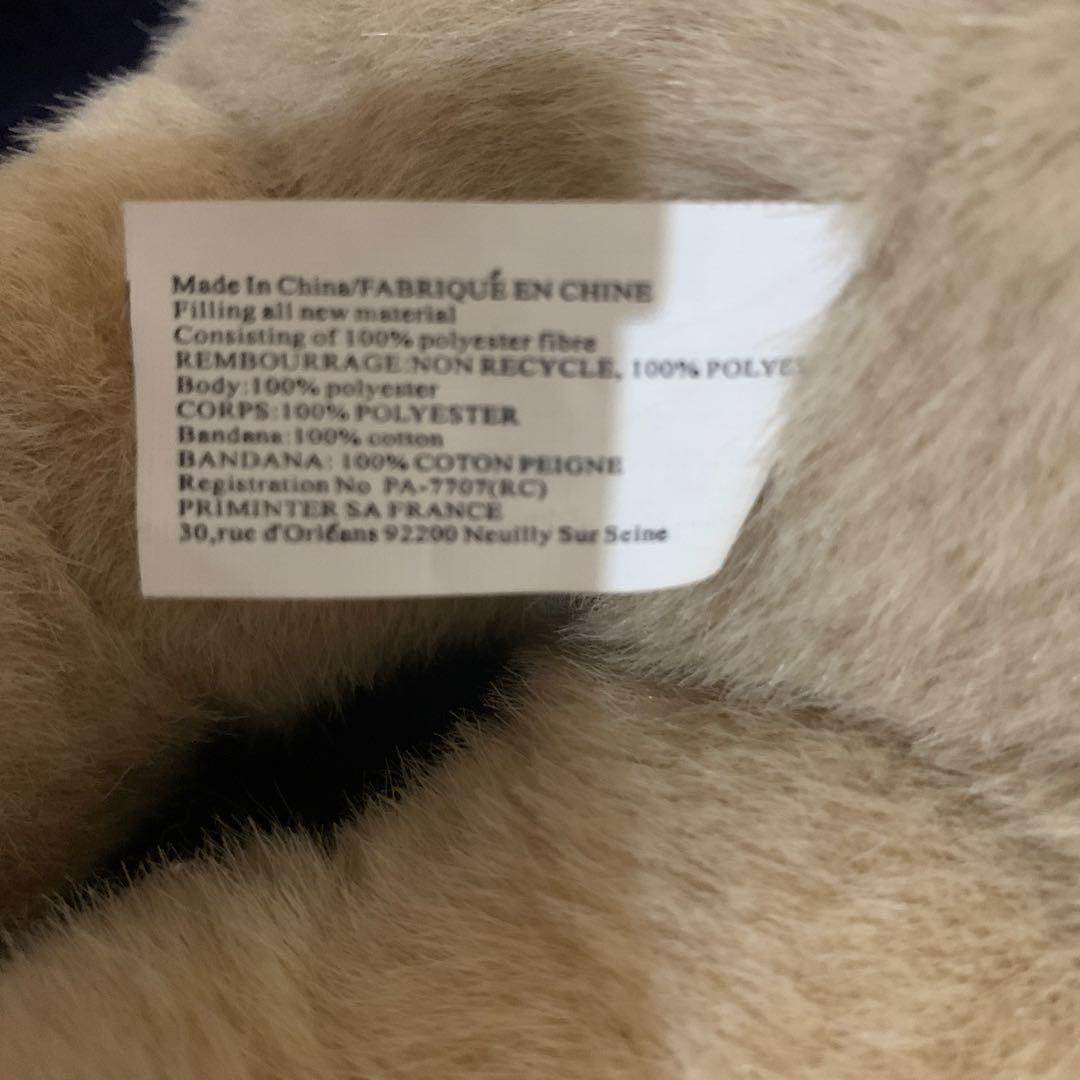 Made In China/FABRIQUÉ EN CHINE
Filling all new material
Consisting of 100% polyester fibre
REMBOURRAGE:NON RECYCLE, 100% POLYES
Body:100% polyester
CORPS:100% POLYESTER
Bandana:100% cotton
BANDANA: 100% COTON PEIGNE
Registration No PA-7707(RC)
PRIMINTER SA FRANCE
30,rue d'Orléans 92200 Neuilly Sur Seine